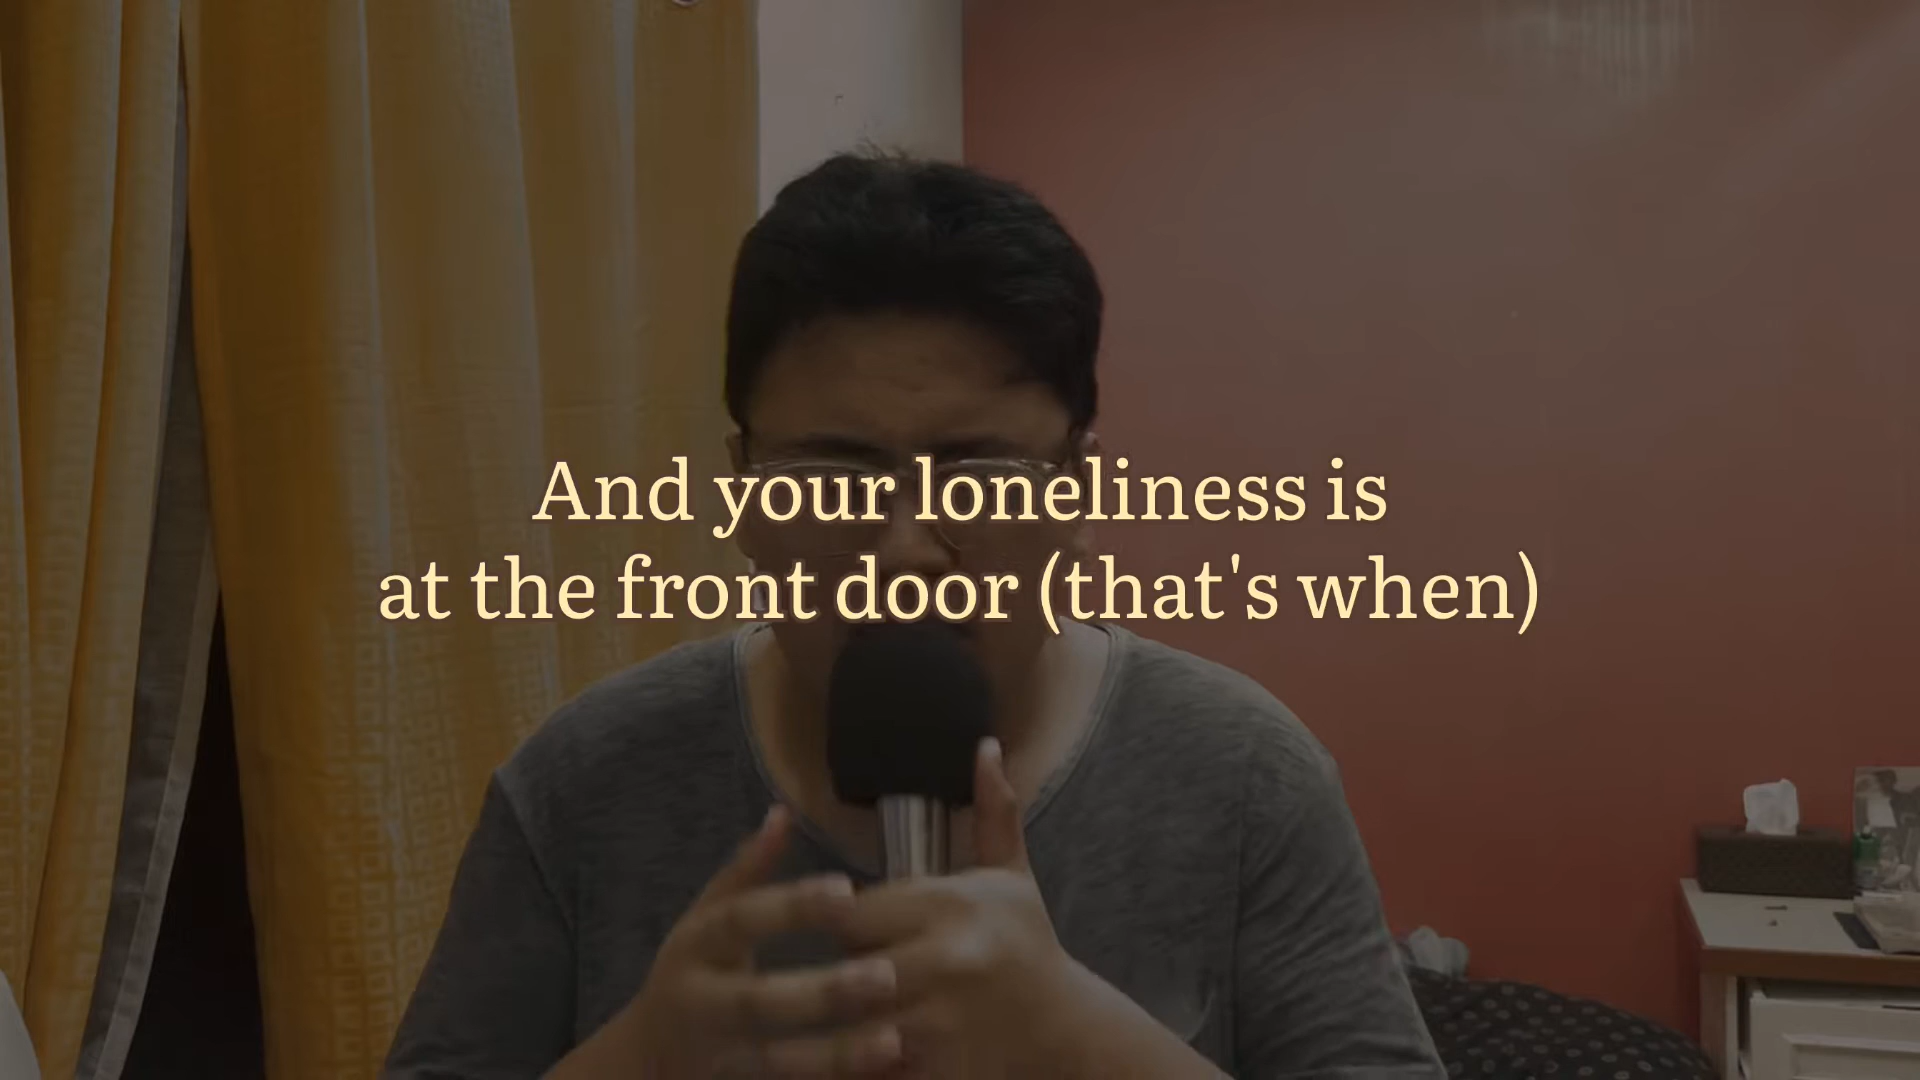 And your loneliness is
at the front door (that's when)